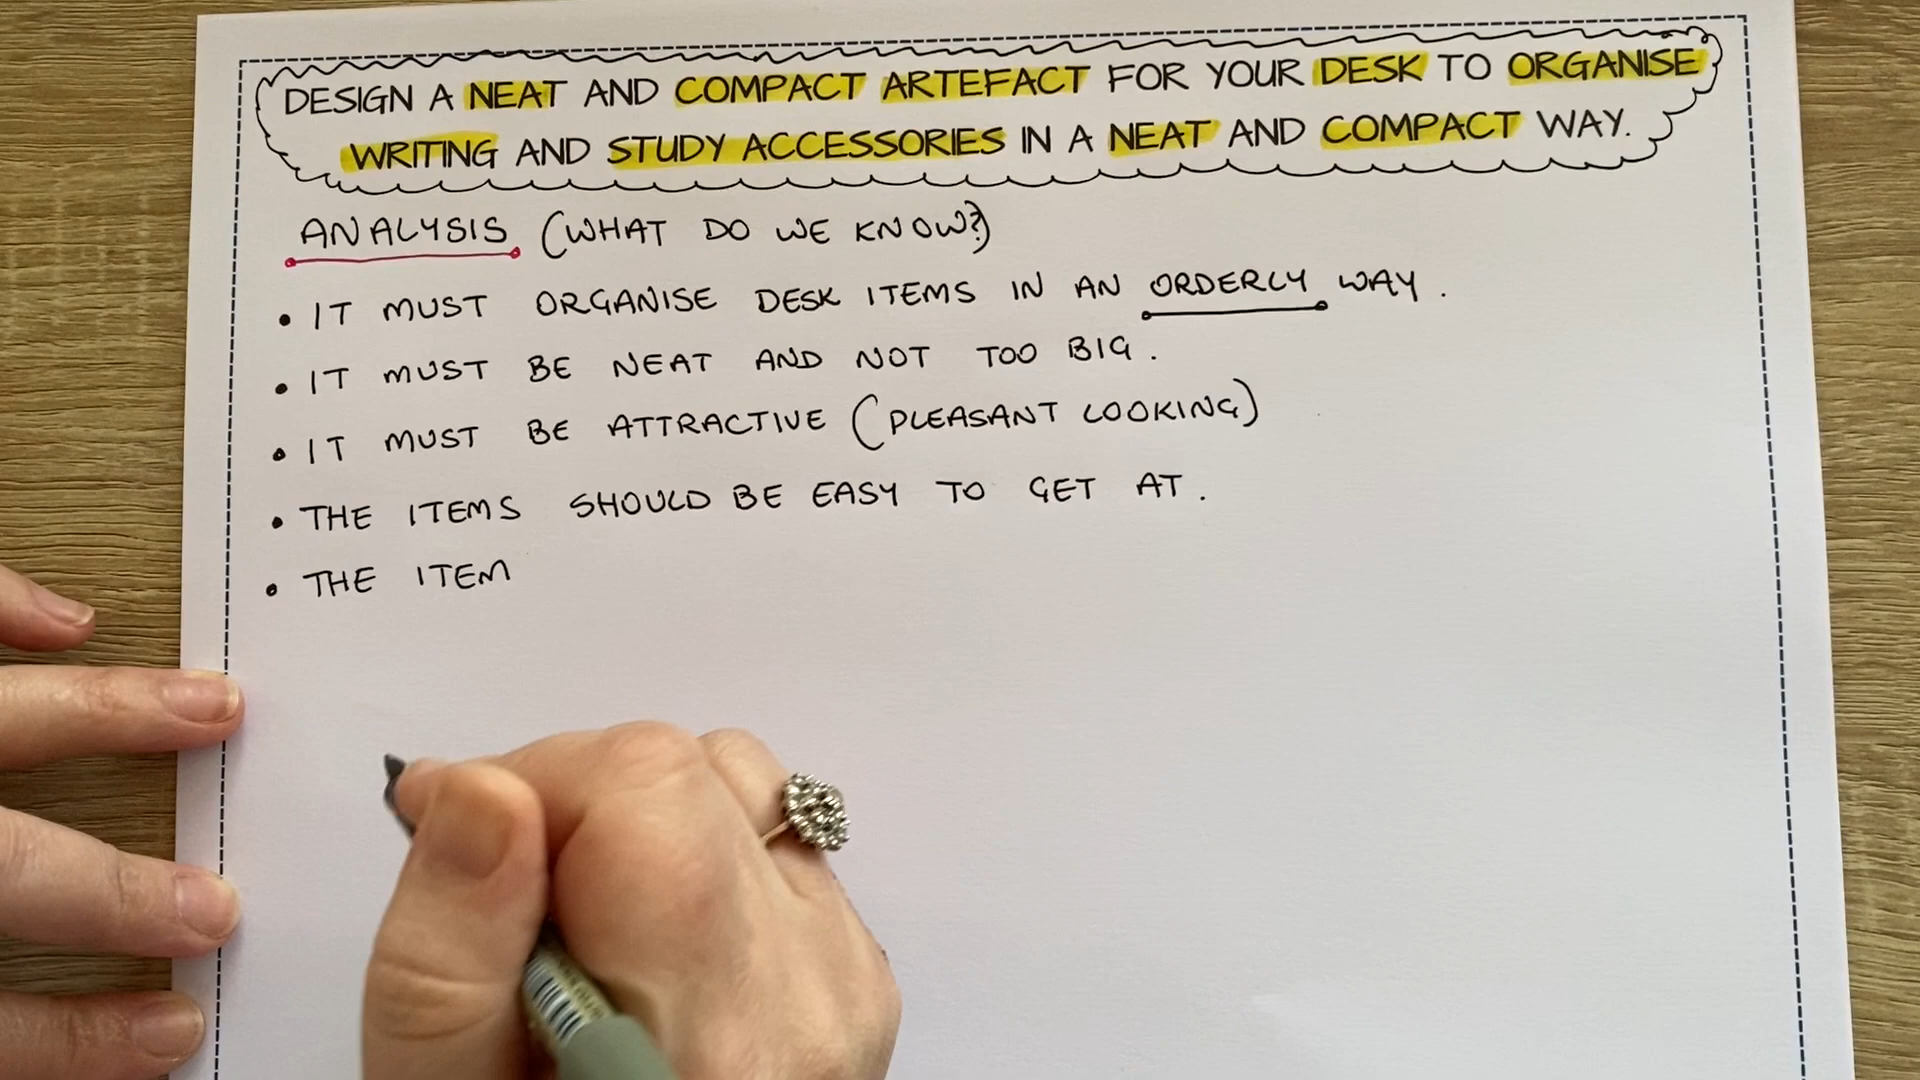 DESIGN A NEAT AND COMPACT ARTEFACT FOR YOUR DESK TO ORGANISE
WRITING AND STUDY ACCESSORIES IN A NEAT AND COMPACT WAY.
ANALYSIS (WHAT DO WE KNOW?)
• IT MUST ORGANISE DESK ITEMS IN AN ORDERLY WAY.
• IT MUST BE NEAT AND NOT TOO BIG.
• IT MUST BE ATTRACTIVE (PLEASANT LOOKING)
• THE ITEMS SHOULD BE EASY TO GET AT.
• THE ITEM